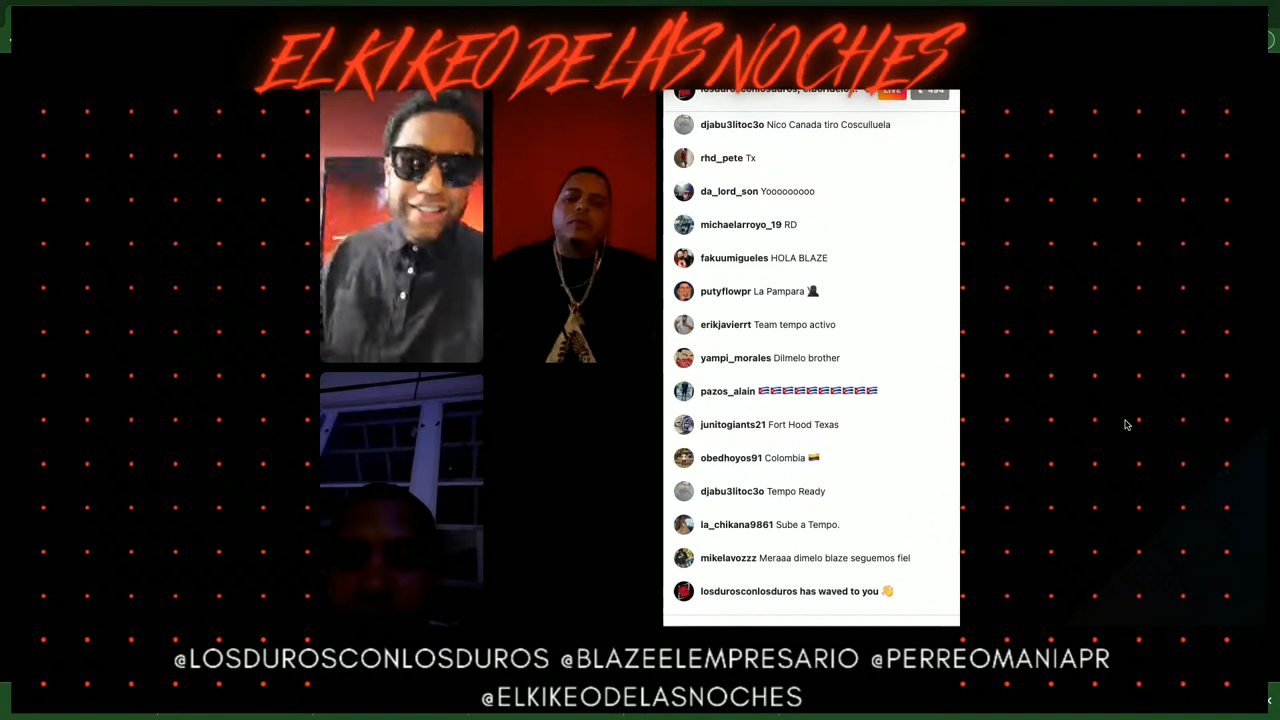 EL KIKEO DE LAS NOCHES
LIVE
djabu3litoc3o Nico Canada tiro Cosculluela
rhd_pete Tx
da_lord_son Yooooooooo
michaelarroyo_19 RD
fakuumigueles HOLA BLAZE
putyflowpr La Pampara
erikjavierrt Team tempo activo
yampi_morales Dilmelo brother
pazos_alain
junitogiants21 Fort Hood Texas
obedhoyos91 Colombia
djabu3litoc3o Tempo Ready
la_chikana9861 Sube a Tempo.
mikelavozzz Meraaa dimelo blaze seguemos fiel
losdurosconlosduros has waved to you
@LOSDUROSCONLOSDUROS @BLAZEELEMPRESARIO @PERREOMANIAPR
@ELKIKEODELASNOCHES